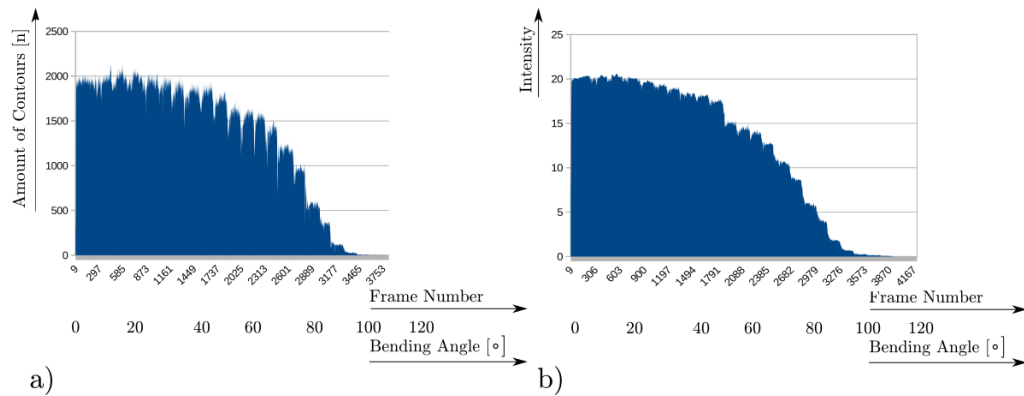 Amount of Contours [n]
2500
2000
1500
1000
500
0
9 297 585 873 1161 1449 1737 2025 2313 2601 2889 3177 3465 3753
Frame Number
0 20 40 60 80 100 120
Bending Angle [∘]
a)
Intensity
25
20
15
10
5
0
9 306 603 900 1197 1494 1791 2088 2385 2682 2979 3276 3573 3870 4167
Frame Number
0 20 40 60 80 100 120
Bending Angle [∘]
b)